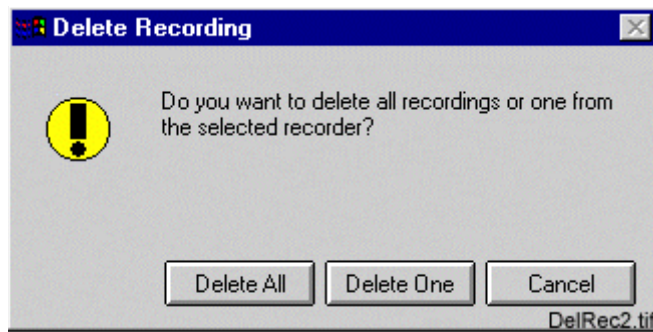 Delete Recording
Do you want to delete all recordings or one from
the selected recorder?
Delete All Delete One Cancel
DelRec2.tif